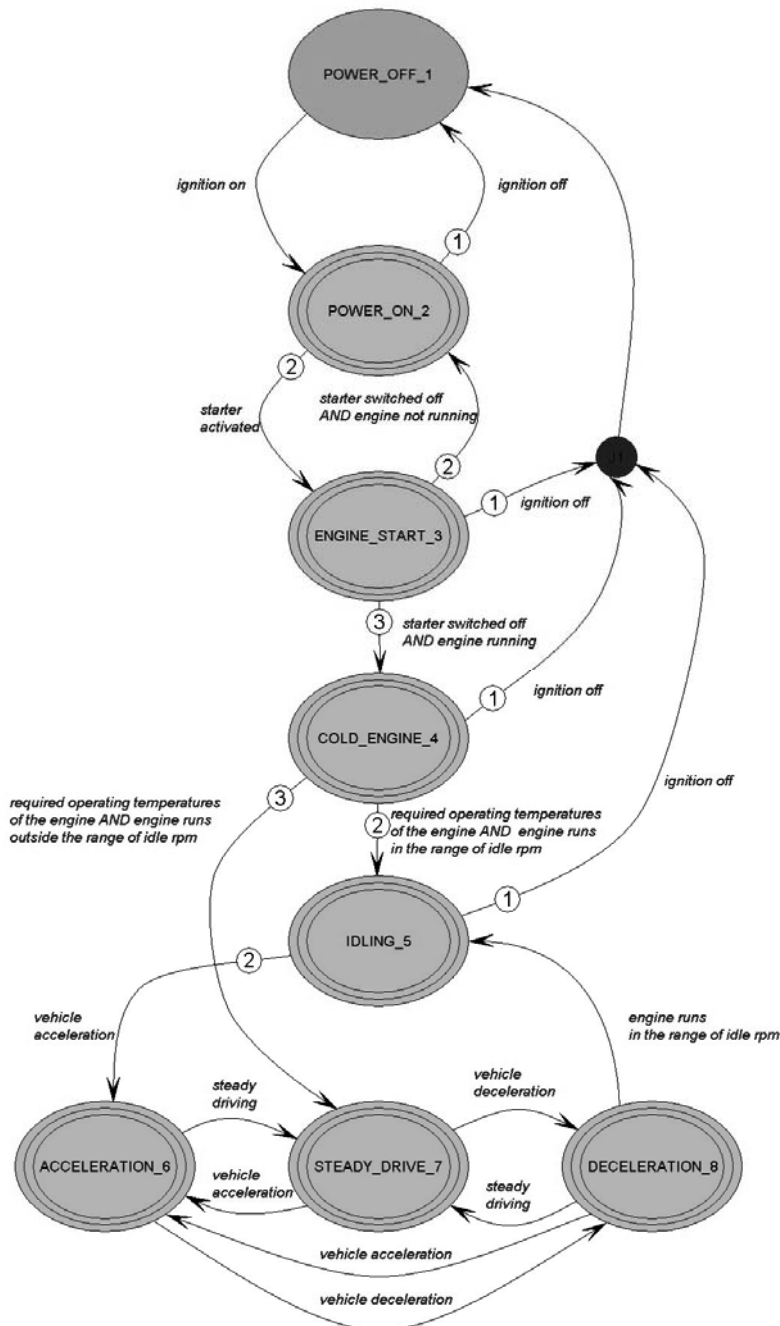 POWER_OFF_1
ignition on
ignition off
1
POWER_ON_2
2
starter
activated
starter switched off
AND engine not running
2
J1
1
ignition off
ENGINE_START_3
3
starter switched off
AND engine running
1
ignition off
COLD_ENGINE_4
3
required operating temperatures
of the engine AND engine runs
outside the range of idle rpm
2
required operating temperatures
of the engine AND engine runs
in the range of idle rpm
ignition off
1
IDLING_5
2
vehicle
acceleration
engine runs
in the range of idle rpm
steady
driving
vehicle
deceleration
ACCELERATION_6
STEADY_DRIVE_7
DECELERATION_8
vehicle
acceleration
steady
driving
vehicle acceleration
vehicle deceleration